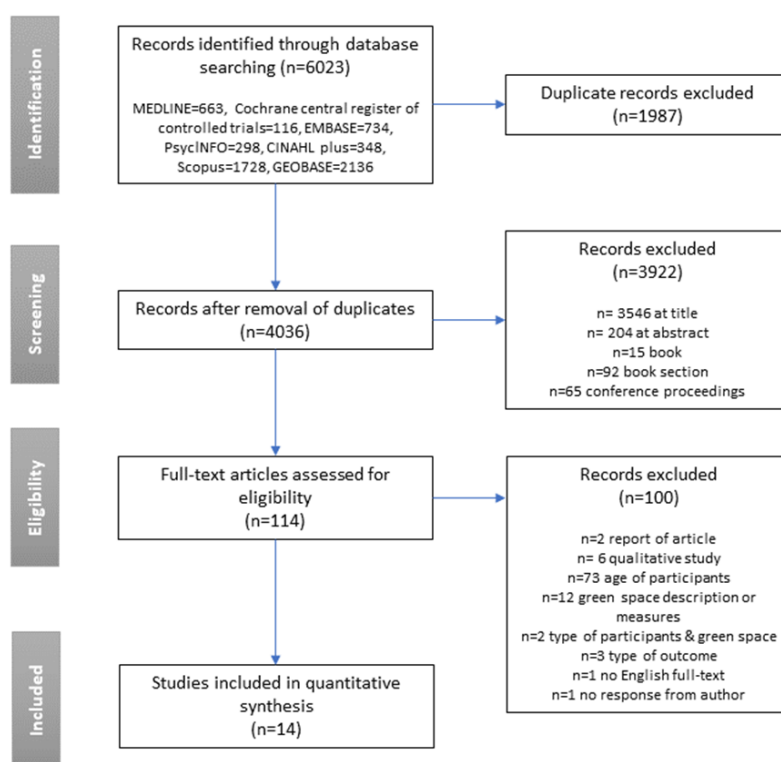 Identification
Records identified through database
searching (n=6023)
MEDLINE=663, Cochrane central register of
controlled trials=116, EMBASE=734,
PsycINFO=298, CINAHL plus=348,
Scopus=1728, GEOBASE=2136
Duplicate records excluded
(n=1987)
Screening
Records after removal of duplicates
(n=4036)
Records excluded
(n=3922)
n= 3546 at title
n= 204 at abstract
n=15 book
n=92 book section
n=65 conference proceedings
Eligibility
Full-text articles assessed for
eligibility
(n=114)
Records excluded
(n=100)
n=2 report of article
n= 6 qualitative study
n=73 age of participants
n=12 green space description or
measures
n=2 type of participants & green space
n=3 type of outcome
n=1 no English full-text
n=1 no response from author
Included
Studies included in quantitative
synthesis
(n=14)